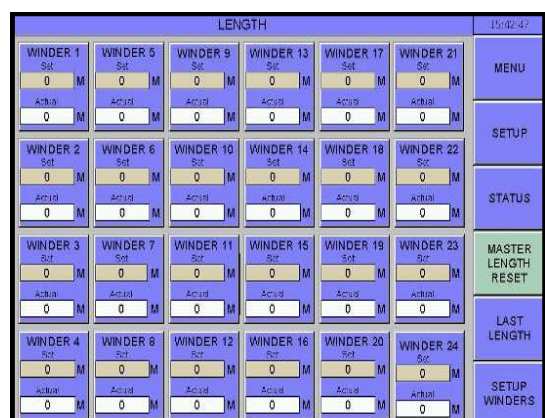 LENGTH
15:42:47
WINDER 1 WINDER 5 WINDER 9 WINDER 13 WINDER 17 WINDER 21
Set Set Set Set Set Set
0 M 0 M 0 M 0 M 0 M 0 M
Actual Actual Actual Actual Actual Actual
0 M 0 M 0 M 0 M 0 M 0 M
WINDER 2 WINDER 6 WINDER 10 WINDER 14 WINDER 18 WINDER 22
Set Set Set Set Set Set
0 M 0 M 0 M 0 M 0 M 0 M
Actual Actual Actual Actual Actual Actual
0 M 0 M 0 M 0 M 0 M 0 M
WINDER 3 WINDER 7 WINDER 11 WINDER 15 WINDER 19 WINDER 23
Set Set Set Set Set Set
0 M 0 M 0 M 0 M 0 M 0 M
Actual Actual Actual Actual Actual Actual
0 M 0 M 0 M 0 M 0 M 0 M
WINDER 4 WINDER 8 WINDER 12 WINDER 16 WINDER 20 WINDER 24
Set Set Set Set Set Set
0 M 0 M 0 M 0 M 0 M 0 M
Actual Actual Actual Actual Actual Actual
0 M 0 M 0 M 0 M 0 M 0 M
MENU
SETUP
STATUS
MASTER
LENGTH
RESET
LAST
LENGTH
SETUP
WINDERS